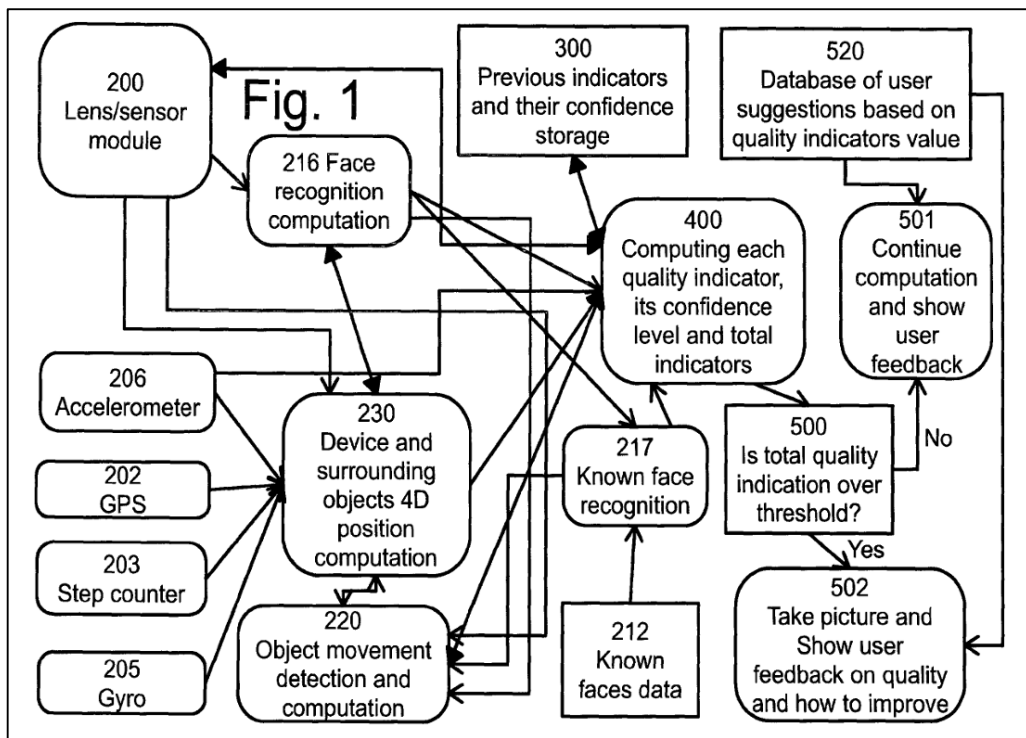 Fig. 1
200
Lens/sensor
module
216 Face
recognition
computation
300
Previous indicators
and their confidence
storage
520
Database of user
suggestions based on
quality indicators value
400
Computing each
quality indicator,
its confidence
level and total
indicators
501
Continue
computation
and show
user
feedback
206
Accelerometer
202
GPS
203
Step counter
205
Gyro
230
Device and
surrounding
objects 4D
position
computation
217
Known face
recognition
500
Is total quality
indication over
threshold?
No
Yes
220
Object movement
detection and
computation
212
Known
faces data
502
Take picture and
Show user
feedback on quality
and how to improve